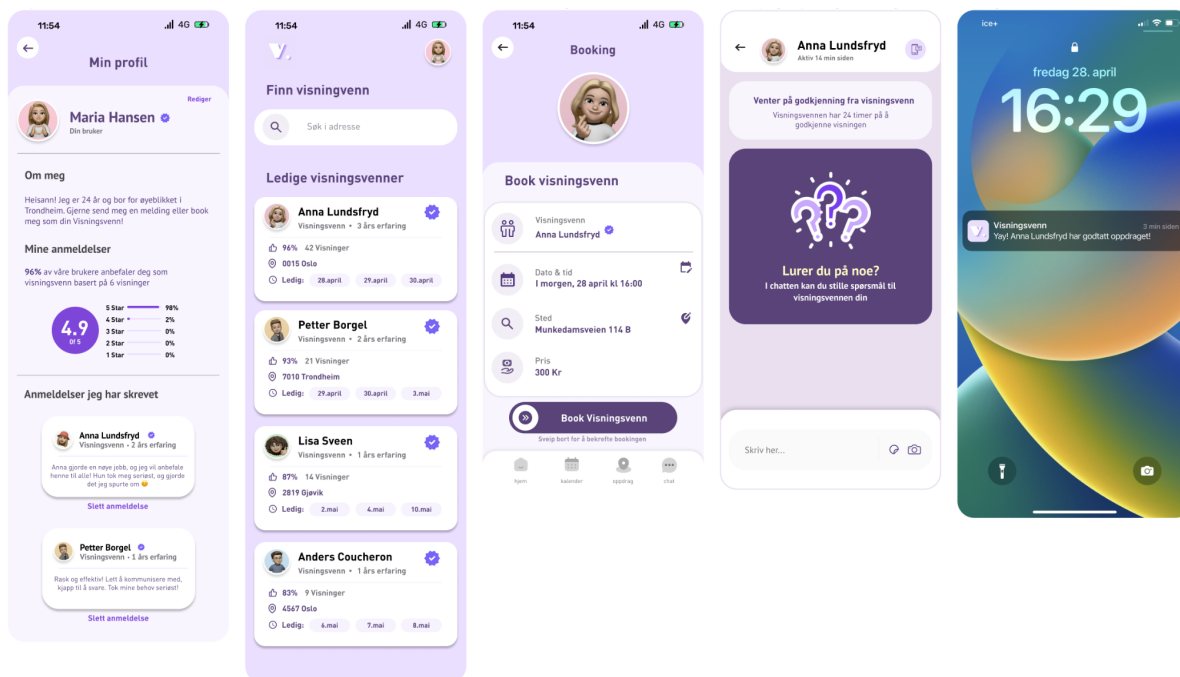 11:54
4G
Min profil
Rediger
Maria Hansen
Din bruker
Om meg
Heisann! Jeg er 24 år og bor for øyeblikket i
Trondheim. Gjerne send meg en melding eller book
meg som din Visningsvenn!
Mine anmeldelser
96% av våre brukere anbefaler deg som
visningsvenn basert på 6 visninger
4.9
Of 5
5 Star 98%
4 Star 2%
3 Star 0%
2 Star 0%
1 Star 0%
Anmeldelser jeg har skrevet
Anna Lundsfryd
Visningsvenn • 2 års erfaring
Anna gjorde en nøye jobb, og jeg vil anbefale
henne til alle! Hun tok meg seriøst, og gjorde
det jeg spurte om 😉
Slett anmeldelse
Petter Borgel
Visningsvenn • 1 års erfaring
Rask og effektiv! Lett å kommunisere med,
kjapp til å svare. Tok mine behov seriøst!
Slett anmeldelse
11:54
4G
V.
Finn visningvenn
Søk i adresse
Ledige visningsvenner
Anna Lundsfryd
Visningsvenn • 3 års erfaring
96% 42 Visninger
0015 Oslo
Ledig: 28.april 29.april 30.april
Petter Borgel
Visningsvenn • 2 års erfaring
93% 21 Visninger
7010 Trondheim
Ledig: 29.april 30.april 3.mai
Lisa Sveen
Visningsvenn • 1 års erfaring
87% 14 Visninger
2819 Gjøvik
Ledig: 2.mai 4.mai 10.mai
Anders Coucheron
Visningsvenn • 1 års erfaring
83% 9 Visninger
4567 Oslo
Ledig: 6.mai 7.mai 8.mai
11:54
4G
Booking
Book visningsvenn
Visningsvenn
Anna Lundsfryd
Dato & tid
I morgen, 28 april kl 16:00
Sted
Munkedamsveien 114 B
Pris
300 Kr
Book Visningsvenn
Sveip bort for å bekrefte bookingen
hjem kalender oppdrag chat
Anna Lundsfryd
Aktiv 14 min siden
Venter på godkjenning fra visningsvenn
Visningsvennen har 24 timer på å
godkjenne visningen
Lurer du på noe?
I chatten kan du stille spørsmål til
visningsvennen din
Skriv her...
ice+
fredag 28. april
16:29
V.
Visningsvenn 3 min siden
Yay! Anna Lundsfryd har godtatt oppdraget!